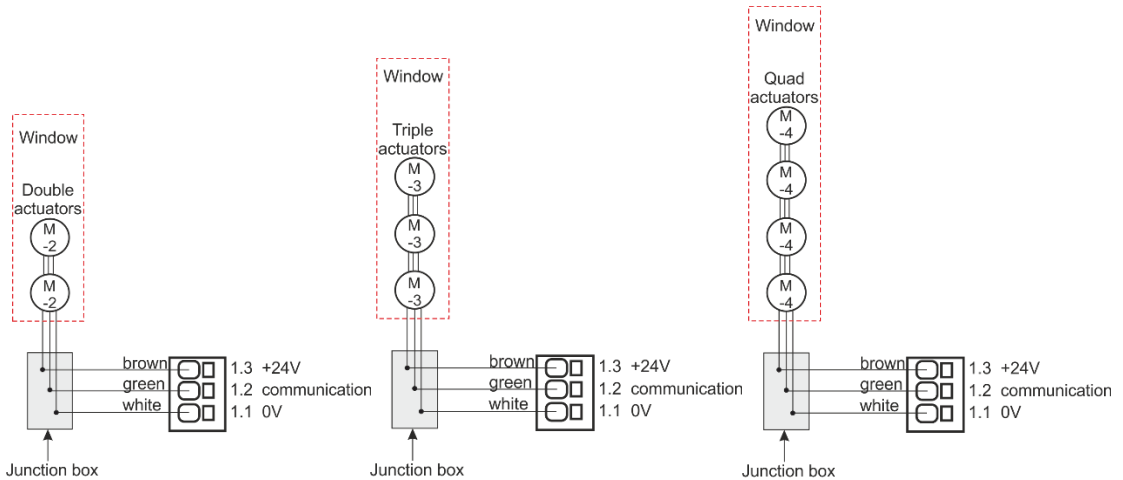 Window
Double
actuators
M
-2
M
-2
brown
green
white
1.3 +24V
1.2 communication
1.1 0V
Junction box
Window
Triple
actuators
M
-3
M
-3
M
-3
brown
green
white
1.3 +24V
1.2 communication
1.1 0V
Junction box
Window
Quad
actuators
M
-4
M
-4
M
-4
M
-4
brown
green
white
1.3 +24V
1.2 communication
1.1 0V
Junction box